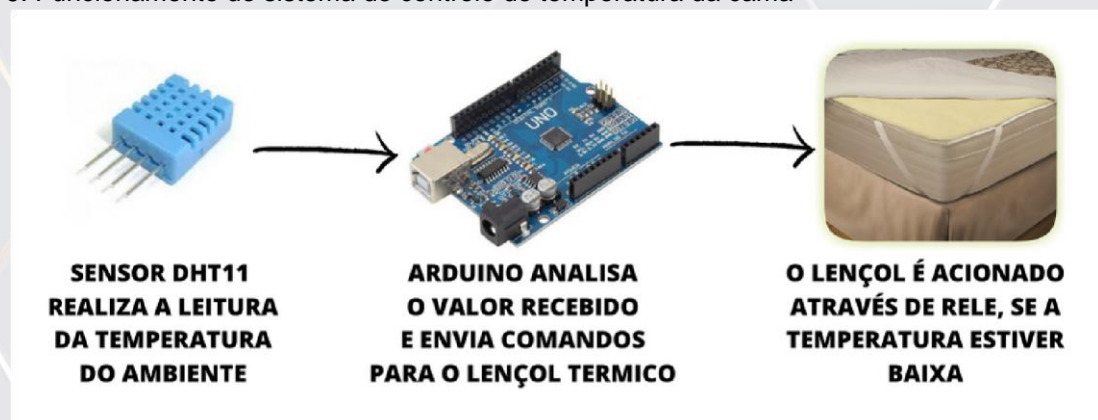 SENSOR DHT11
REALIZA A LEITURA
DA TEMPERATURA
DO AMBIENTE
UNO
ARDUINO ANALISA
O VALOR RECEBIDO
E ENVIA COMANDOS
PARA O LENÇOL TERMICO
O LENÇOL É ACIONADO
ATRAVÉS DE RELE, SE A
TEMPERATURA ESTIVER
BAIXA